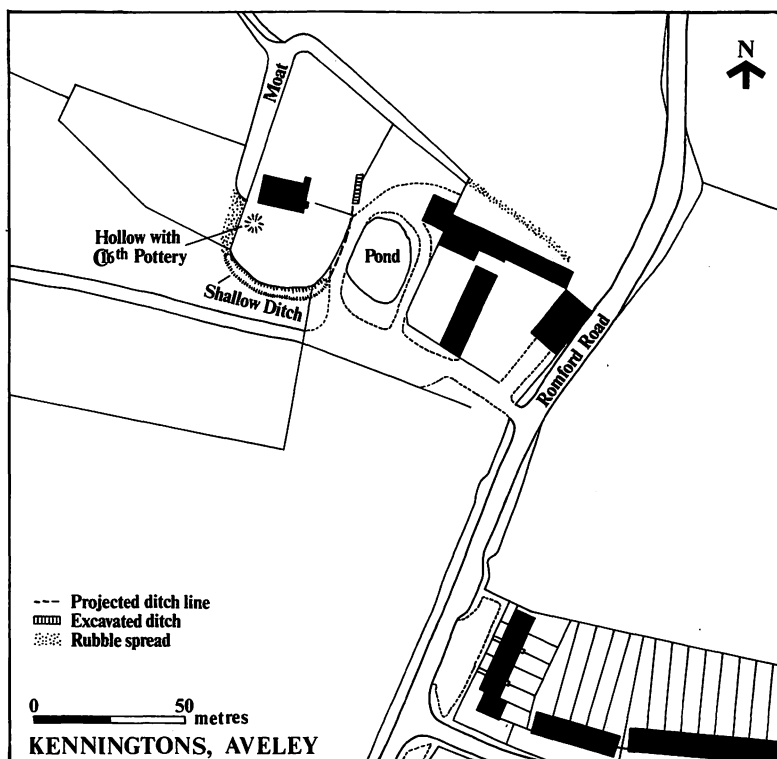 N
Moat
Hollow with
C16th Pottery
Pond
Shallow Ditch
Romford Road
Projected ditch line
Excavated ditch
Rubble spread
0 50
metres
KENNINGTONS, AVELEY